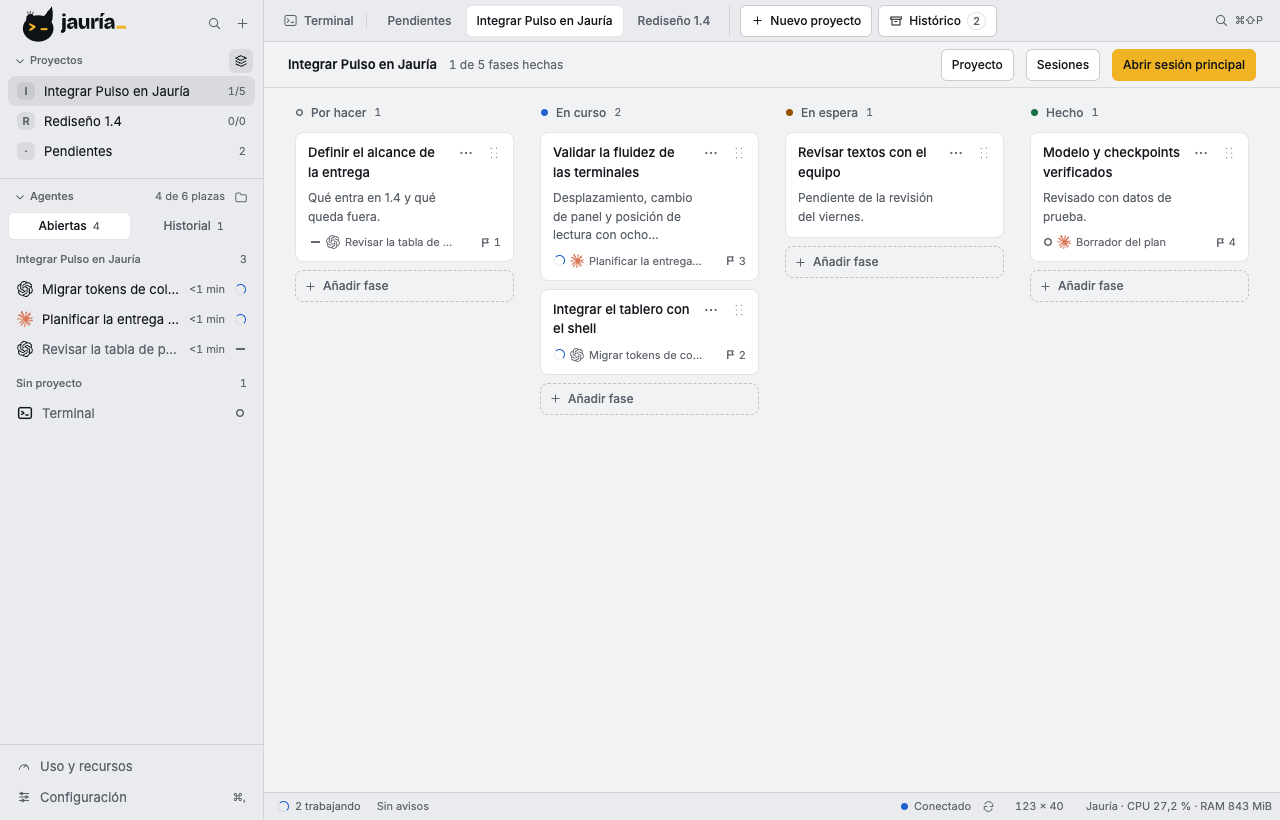 jauría_
Proyectos
I Integrar Pulso en Jauría 1/5
R Rediseño 1.4 0/0
· Pendientes 2
Agentes 4 de 6 plazas
Abiertas 4 Historial 1
Integrar Pulso en Jauría 3
Migrar tokens de col... <1 min
Planificar la entrega ... <1 min
Revisar la tabla de p... <1 min
Sin proyecto 1
Terminal
Uso y recursos
Configuración ⌘,
Terminal Pendientes Integrar Pulso en Jauría Rediseño 1.4 + Nuevo proyecto Histórico 2 ⌘⇧P
Integrar Pulso en Jauría 1 de 5 fases hechas Proyecto Sesiones Abrir sesión principal
Por hacer 1
Definir el alcance de
la entrega
Qué entra en 1.4 y qué
queda fuera.
Revisar la tabla de ... 1
+ Añadir fase
En curso 2
Validar la fluidez de
las terminales
Desplazamiento, cambio
de panel y posición de
lectura con ocho...
Planificar la entrega... 3
Integrar el tablero con
el shell
Migrar tokens de co... 2
+ Añadir fase
En espera 1
Revisar textos con el
equipo
Pendiente de la revisión
del viernes.
+ Añadir fase
Hecho 1
Modelo y checkpoints
verificados
Revisado con datos de
prueba.
Borrador del plan 4
+ Añadir fase
2 trabajando Sin avisos Conectado 123 × 40 Jauría · CPU 27,2 % · RAM 843 MiB